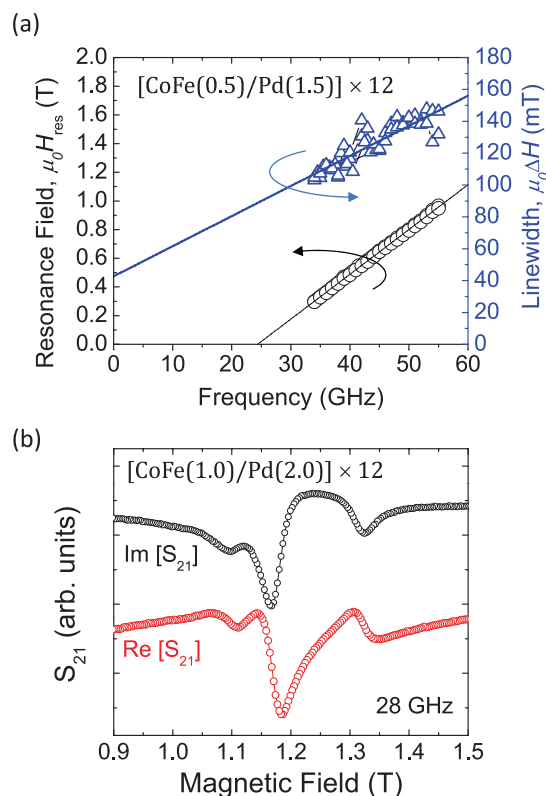 (a)
[CoFe(0.5)/Pd(1.5)] × 12
Resonance Field, μ₀H_res (T)
2.0
1.8
1.6
1.4
1.2
1.0
0.8
0.6
0.4
0.2
0.0
180
160
140
120
100
80
60
40
20
0
Linewidth, μ₀ΔH (mT)
0 10 20 30 40 50 60
Frequency (GHz)
(b)
[CoFe(1.0)/Pd(2.0)] × 12
S₂₁ (arb. units)
Im [S₂₁]
Re [S₂₁]
28 GHz
0.9 1.0 1.1 1.2 1.3 1.4 1.5
Magnetic Field (T)